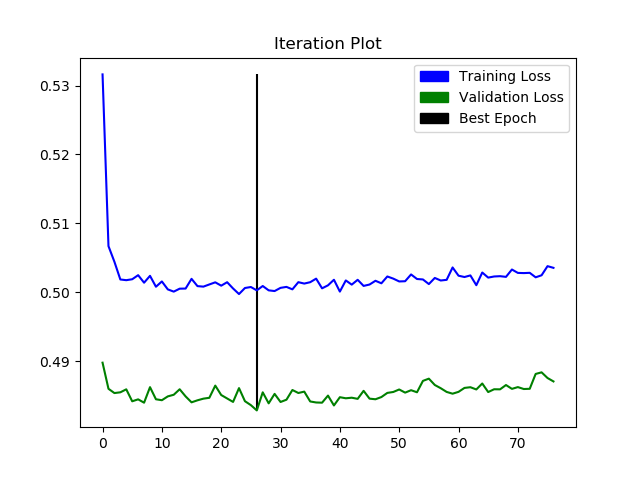 Iteration Plot
Training Loss
Validation Loss
Best Epoch
0.53
0.52
0.51
0.50
0.49
0 10 20 30 40 50 60 70